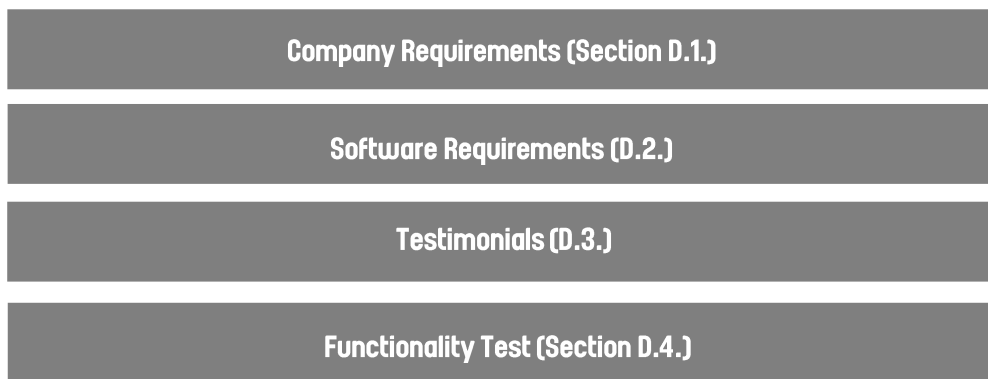 Company Requirements (Section D.1.)
Software Requirements (D.2.)
Testimonials (D.3.)
Functionality Test (Section D.4.)